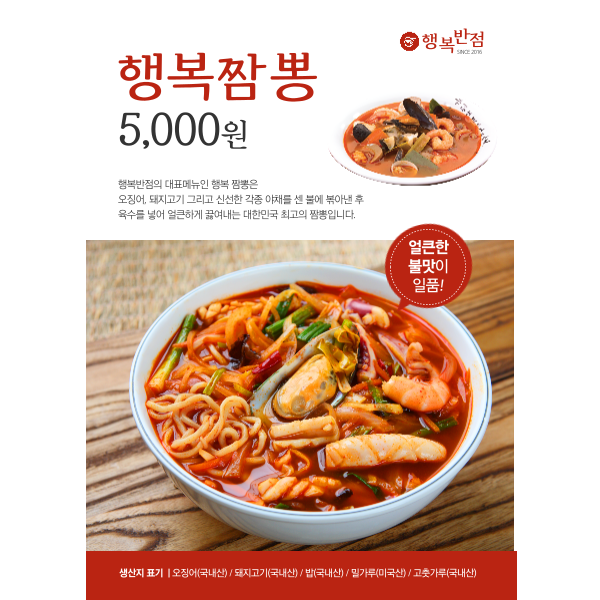 행복반점
SINCE 2016
행복짬뽕
5,000원
행복반점의 대표메뉴인 행복 짬뽕은
오징어, 돼지고기 그리고 신선한 각종 야채를 센 불에 볶아낸 후
육수를 넣어 얼큰하게 끓여내는 대한민국 최고의 짬뽕입니다.
얼큰한
불맛이
일품!
생산지 표기 | 오징어(국내산) / 돼지고기(국내산) / 밥(국내산) / 밀가루(미국산) / 고춧가루(국내산)